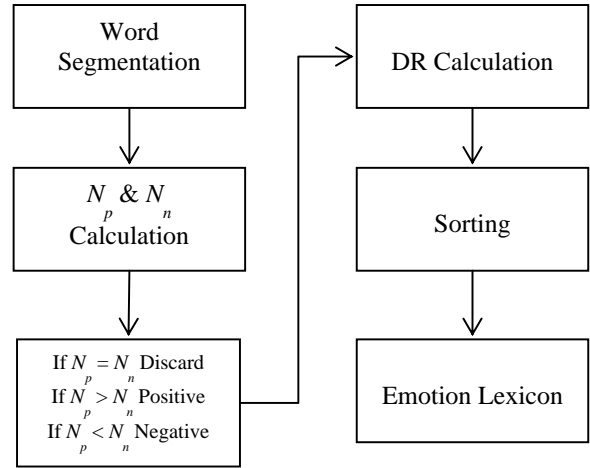 Word
Segmentation
N_p & N_n
Calculation
If N_p = N_n Discard
If N_p > N_n Positive
If N_p < N_n Negative
DR Calculation
Sorting
Emotion Lexicon